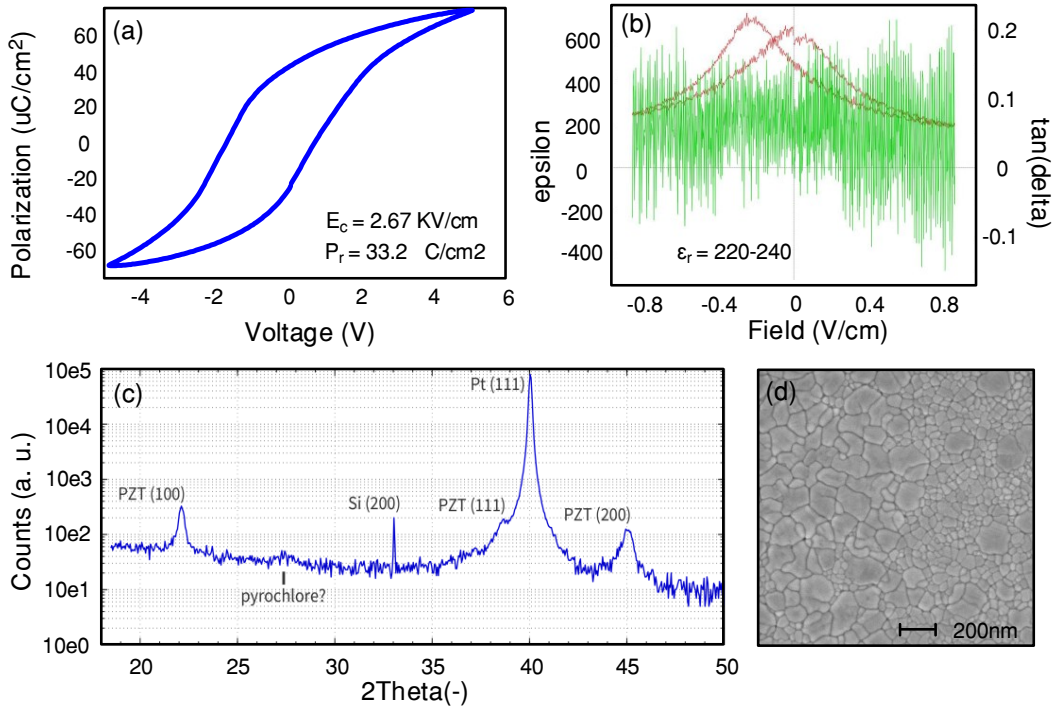 (a)
Polarization (uC/cm²)
60
40
20
0
-20
-40
-60
E_c = 2.67 KV/cm
P_r = 33.2 C/cm2
-4
-2
0
2
4
6
Voltage (V)
(b)
epsilon
600
400
200
0
-200
-400
0.2
0.1
0
-0.1
tan(delta)
ε_r = 220-240
-0.8
-0.4
0
0.4
0.8
Field (V/cm)
(c)
Counts (a. u.)
10e5
10e4
10e3
10e2
10e1
10e0
Pt (111)
PZT (100)
Si (200)
PZT (111)
PZT (200)
pyrochlore?
20
25
30
35
40
45
50
2Theta(-)
(d)
200nm